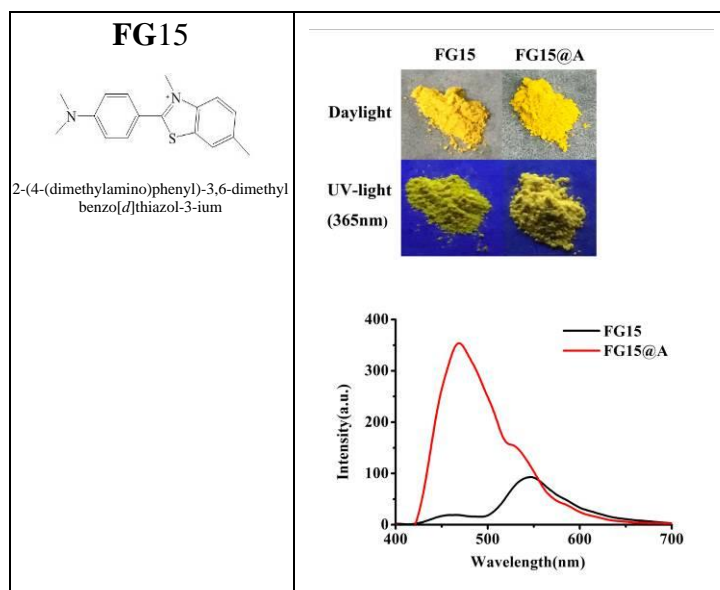 FG15
N
N
+
S
2-(4-(dimethylamino)phenyl)-3,6-dimethyl
benzo[d]thiazol-3-ium
FG15 FG15@A
Daylight
UV-light
(365nm)
FG15
FG15@A
Intensity(a.u.)
400
300
200
100
0
400 500 600 700
Wavelength(nm)